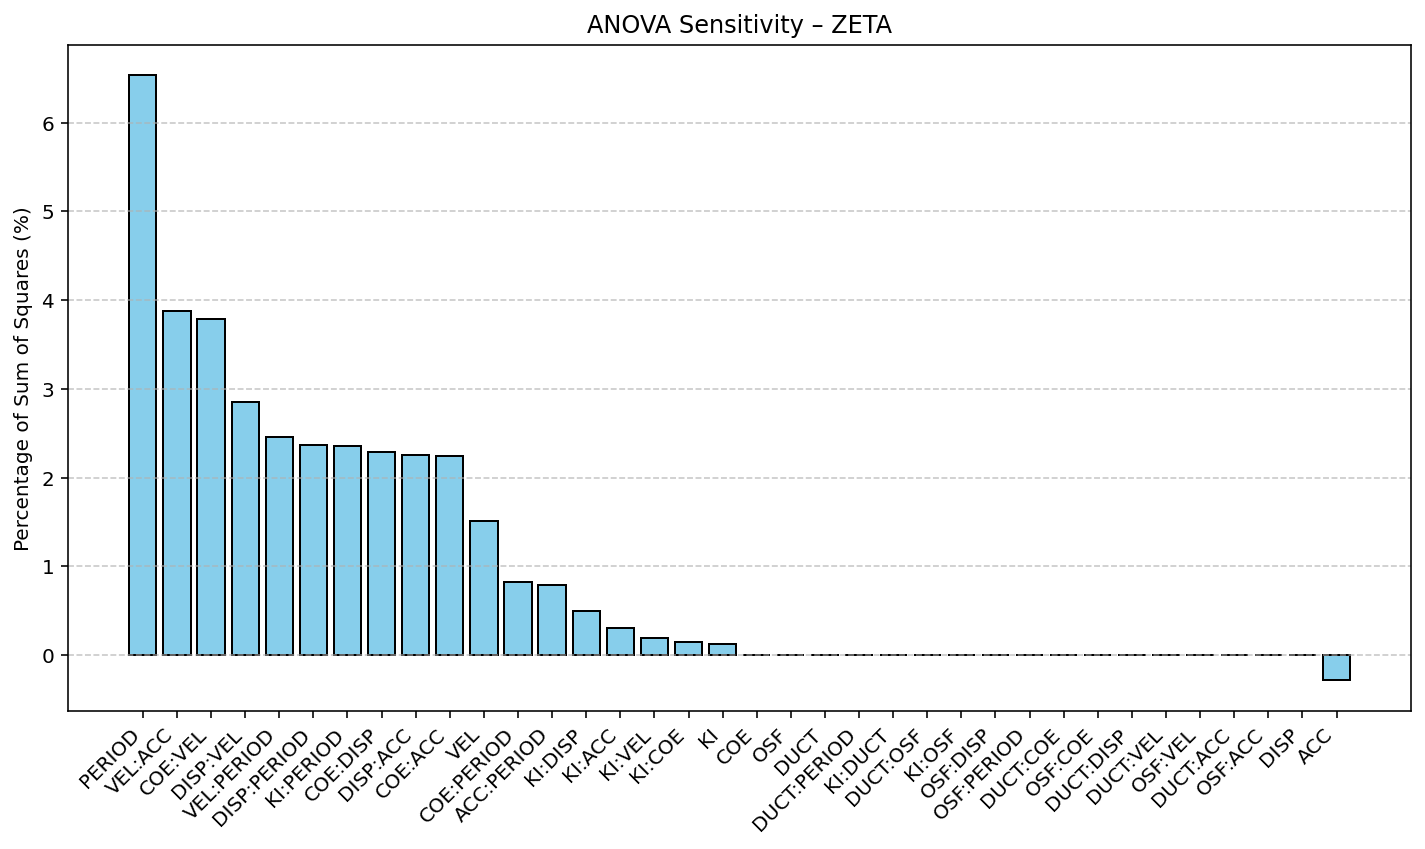 ANOVA Sensitivity – ZETA
Percentage of Sum of Squares (%)
6
5
4
3
2
1
0
PERIOD
VEL:ACC
COE:VEL
DISP:VEL
VEL:PERIOD
DISP:PERIOD
KI:PERIOD
COE:DISP
DISP:ACC
COE:ACC
VEL
COE:PERIOD
ACC:PERIOD
KI:DISP
KI:ACC
KI:VEL
KI:COE
KI
COE
OSF
DUCT
DUCT:PERIOD
KI:DUCT
DUCT:OSF
KI:OSF
OSF:DISP
OSF:PERIOD
DUCT:COE
OSF:COE
DUCT:DISP
DUCT:VEL
OSF:VEL
DUCT:ACC
OSF:ACC
DISP
ACC